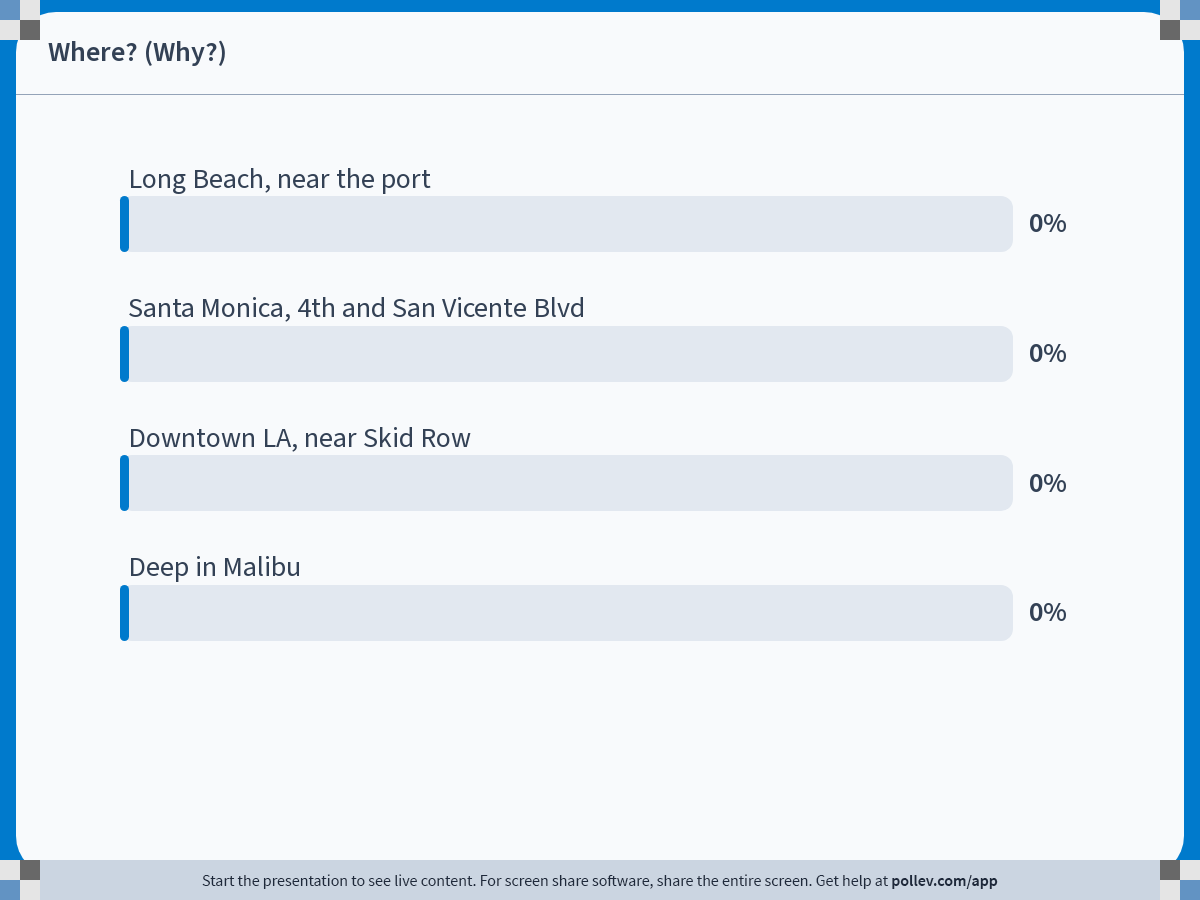 Where? (Why?)
Long Beach, near the port
0%
Santa Monica, 4th and San Vicente Blvd
0%
Downtown LA, near Skid Row
0%
Deep in Malibu
0%
Start the presentation to see live content. For screen share software, share the entire screen. Get help at pollev.com/app